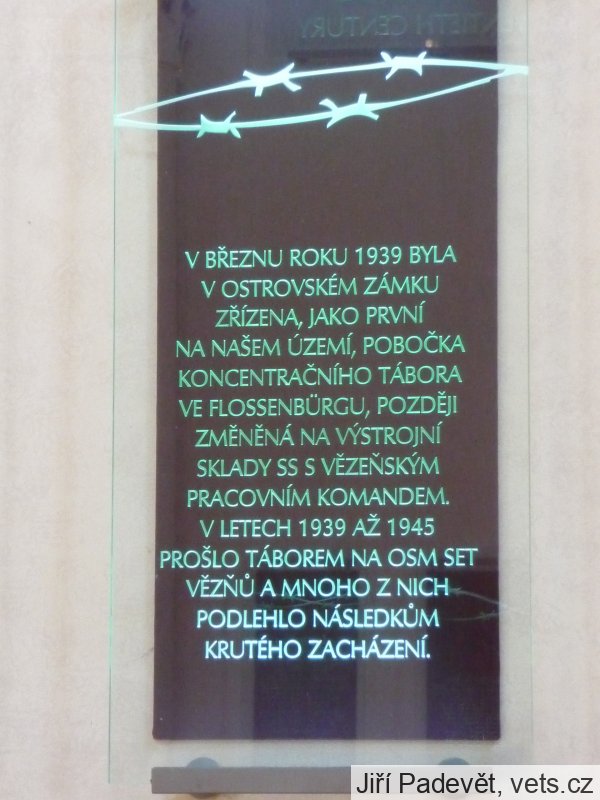 NTIETH CENTURY
V BŘEZNU ROKU 1939 BYLA
V OSTROVSKÉM ZÁMKU
ZŘÍZENA, JAKO PRVNÍ
NA NAŠEM ÚZEMÍ, POBOČKA
KONCENTRAČNÍHO TÁBORA
VE FLOSSENBÜRGU, POZDĚJI
ZMĚNĚNÁ NA VÝSTROJNÍ
SKLADY SS S VĚZEŇSKÝM
PRACOVNÍM KOMANDEM.
V LETECH 1939 AŽ 1945
PROŠLO TÁBOREM NA OSM SET
VĚZŇŮ A MNOHO Z NICH
PODLEHLO NÁSLEDKŮM
KRUTÉHO ZACHÁZENÍ.
Jiří Padevět, vets.cz